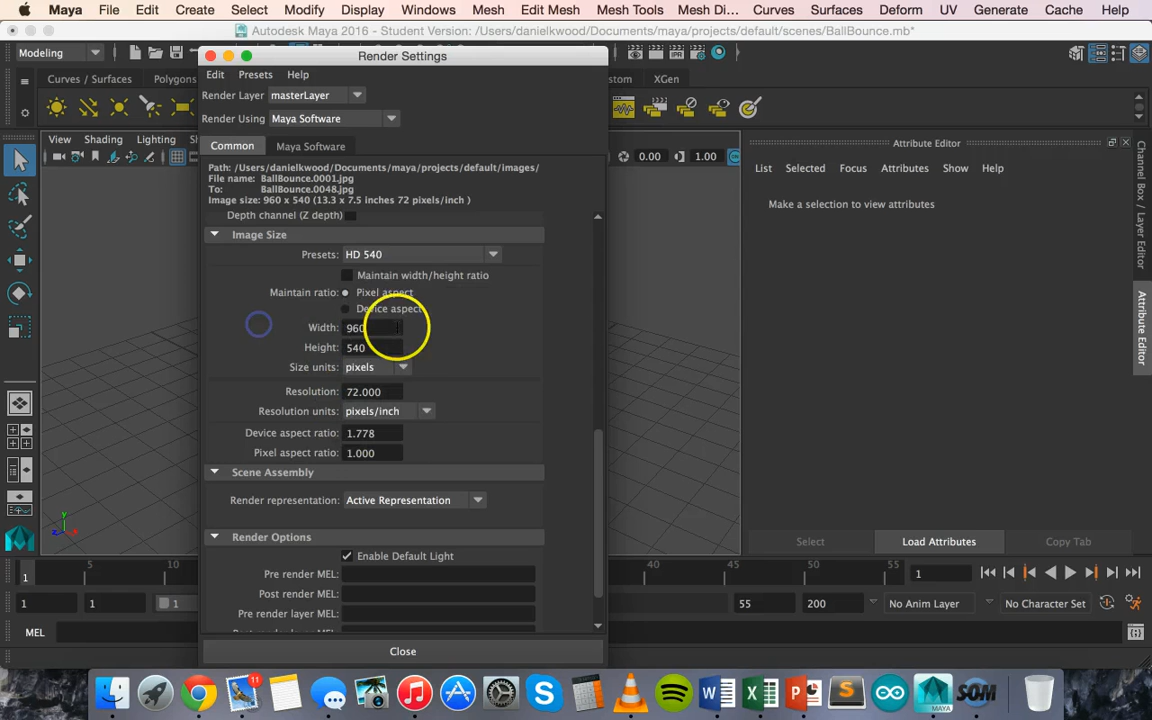 Maya File Edit Create Select Modify Display Windows Mesh Edit Mesh Mesh Tools Mesh Di... Curves Surfaces Deform UV Generate Cache Help
Autodesk Maya 2016 - Student Version: /Users/danielkwood/Documents/maya/projects/default/scenes/BallBounce.mb*
Modeling
Render Settings
Edit Presets Help
Curves / Surfaces Polygons
XGen
Render Layer masterLayer
Render Using Maya Software
View Shading Lighting
Common Maya Software
0.00 1.00
Attribute Editor
Path: /Users/danielkwood/Documents/maya/projects/default/images/
File name: BallBounce.0001.jpg
To: BallBounce.0048.jpg
Image size: 960 x 540 (13.3 x 7.5 inches 72 pixels/inch )
List Selected Focus Attributes Show Help
Make a selection to view attributes
Channel Box / Layer Editor
Attribute Editor
Depth channel (Z depth)
Image Size
Presets: HD 540
Maintain width/height ratio
Maintain ratio: Pixel aspect
Device aspect
Width: 960
Height: 540
Size units: pixels
Resolution: 72.000
Resolution units: pixels/inch
Device aspect ratio: 1.778
Pixel aspect ratio: 1.000
Scene Assembly
Render representation: Active Representation
Render Options
Enable Default Light
Pre render MEL:
Post render MEL:
Pre render layer MEL:
Select Load Attributes Copy Tab
y
z x
1 5 10 40 45 50 55 1
1 1 1 55 200 No Anim Layer No Character Set
MEL
Close
11
MAYA
SOM